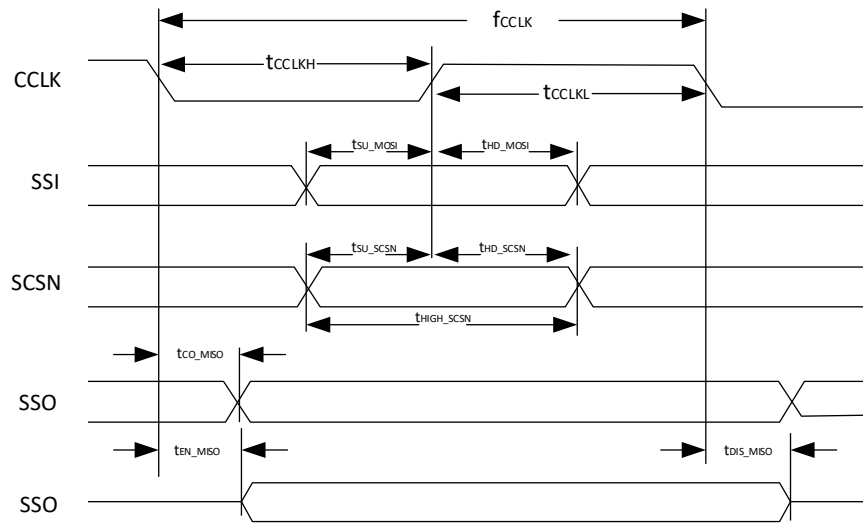 fCCLK
CCLK
tCCLKH
tCCLKL
tSU_MOSI
tHD_MOSI
SSI
tSU_SCSN
tHD_SCSN
SCSN
tHIGH_SCSN
tCO_MISO
SSO
tEN_MISO
tDIS_MISO
SSO